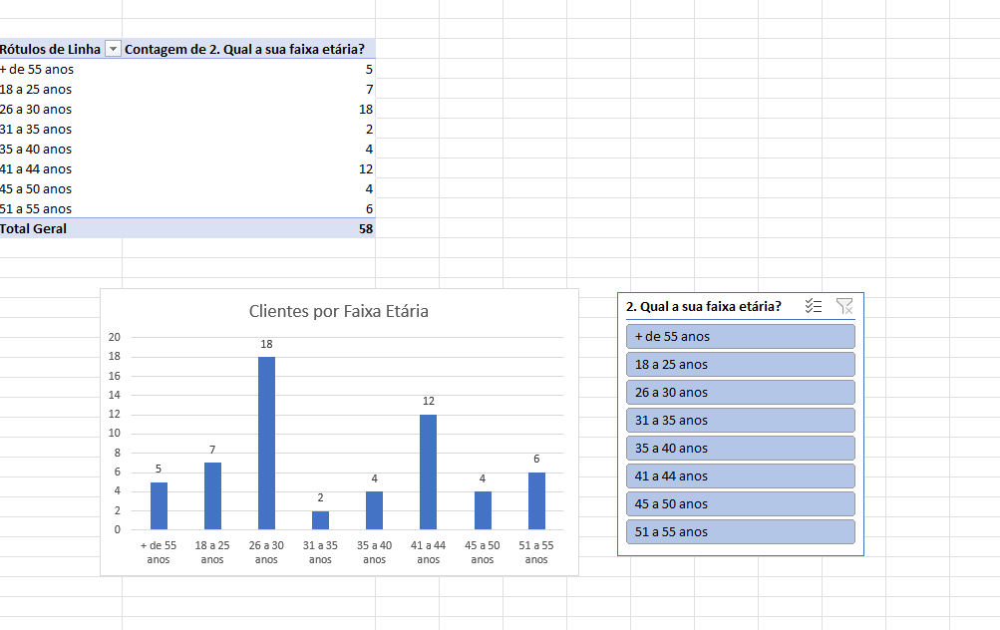 Rótulos de Linha Contagem de 2. Qual a sua faixa etária?
+ de 55 anos 5
18 a 25 anos 7
26 a 30 anos 18
31 a 35 anos 2
35 a 40 anos 4
41 a 44 anos 12
45 a 50 anos 4
51 a 55 anos 6
Total Geral 58
Clientes por Faixa Etária
20
18
16
14
12
10
8
6
4
2
0
5
7
18
2
4
12
4
6
+ de 55 anos
18 a 25 anos
26 a 30 anos
31 a 35 anos
35 a 40 anos
41 a 44 anos
45 a 50 anos
51 a 55 anos
2. Qual a sua faixa etária?
+ de 55 anos
18 a 25 anos
26 a 30 anos
31 a 35 anos
35 a 40 anos
41 a 44 anos
45 a 50 anos
51 a 55 anos